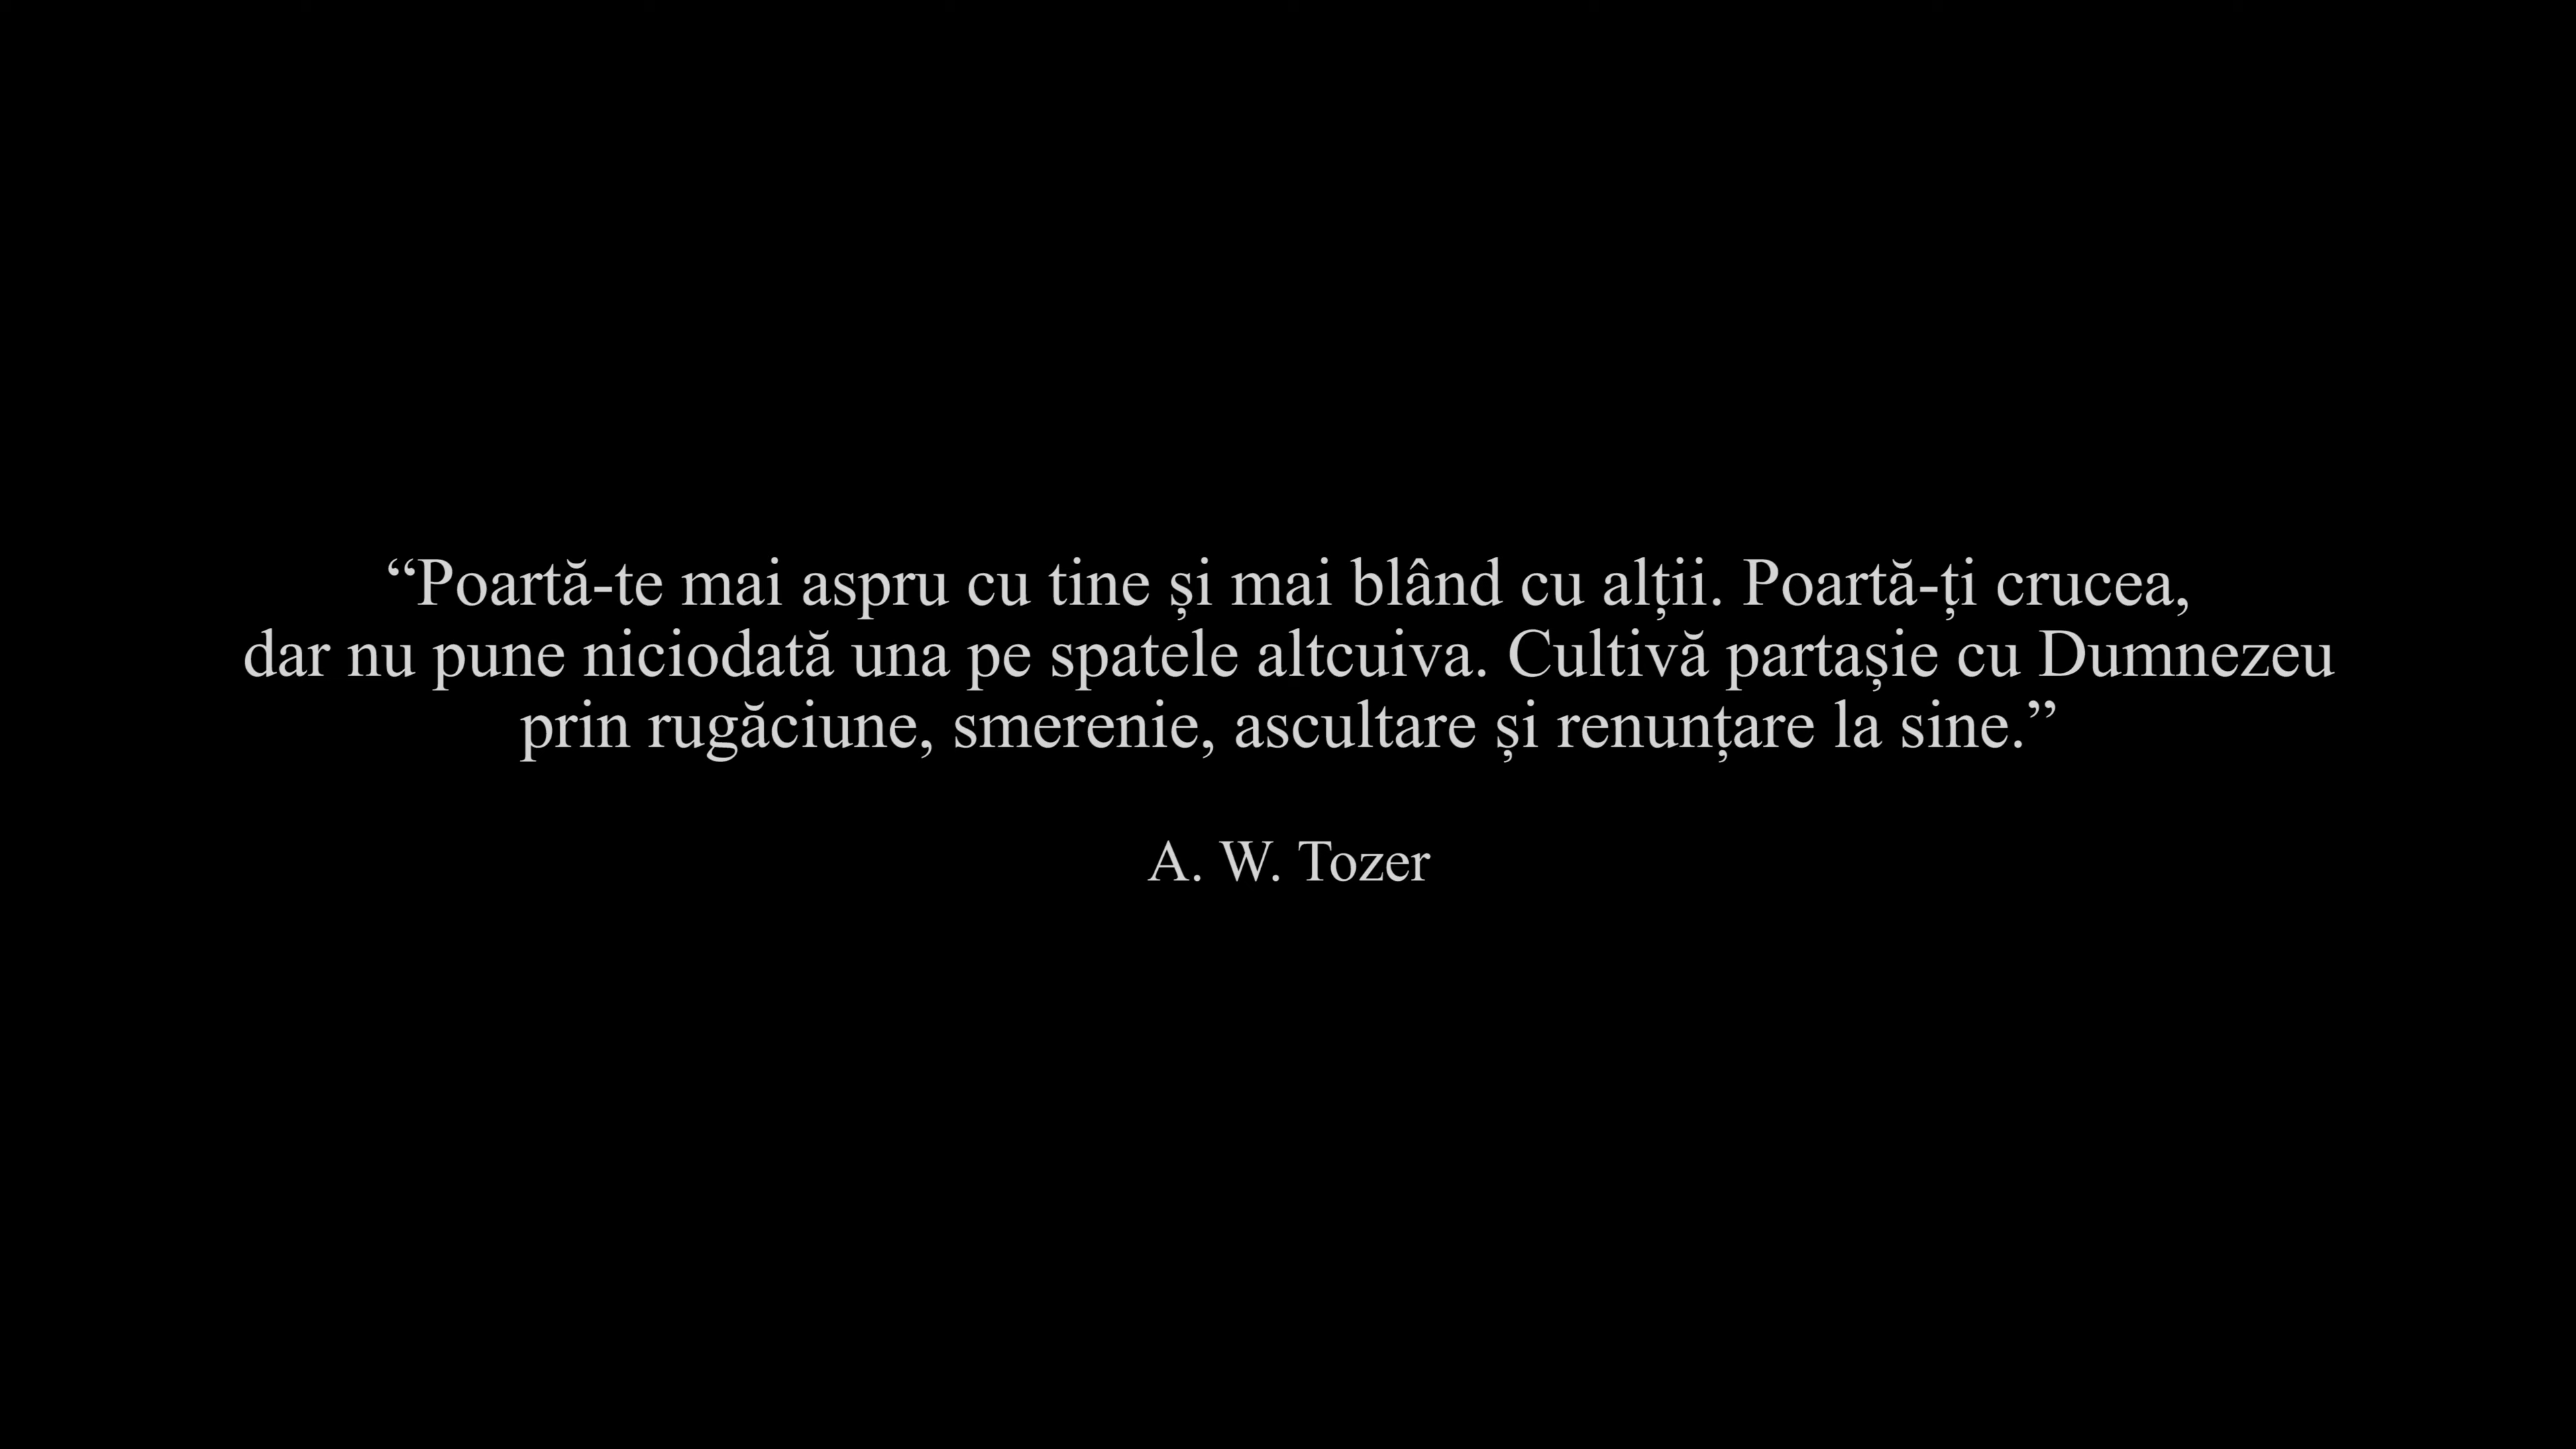 “Poartă-te mai aspru cu tine și mai blând cu alții. Poartă-ți crucea,
dar nu pune niciodată una pe spatele altcuiva. Cultivă partașie cu Dumnezeu
prin rugăciune, smerenie, ascultare și renunțare la sine.”
A. W. Tozer